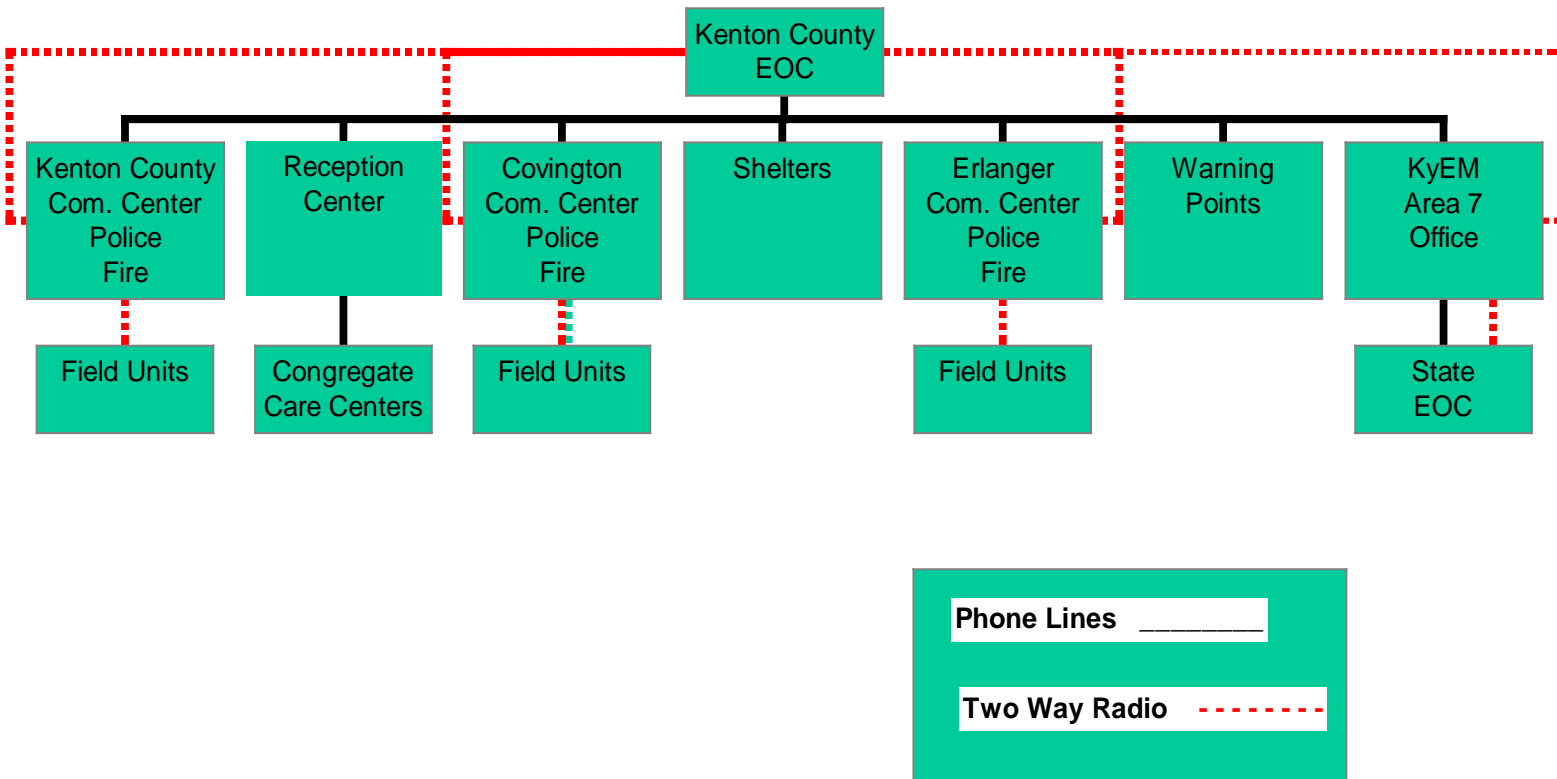 Kenton County
EOC
Kenton County
Com. Center
Police
Fire
Reception
Center
Covington
Com. Center
Police
Fire
Shelters
Erlanger
Com. Center
Police
Fire
Warning
Points
KyEM
Area 7
Office
Field Units
Congregate
Care Centers
Field Units
Field Units
State
EOC
Phone Lines ________
Two Way Radio - - - - - - - -